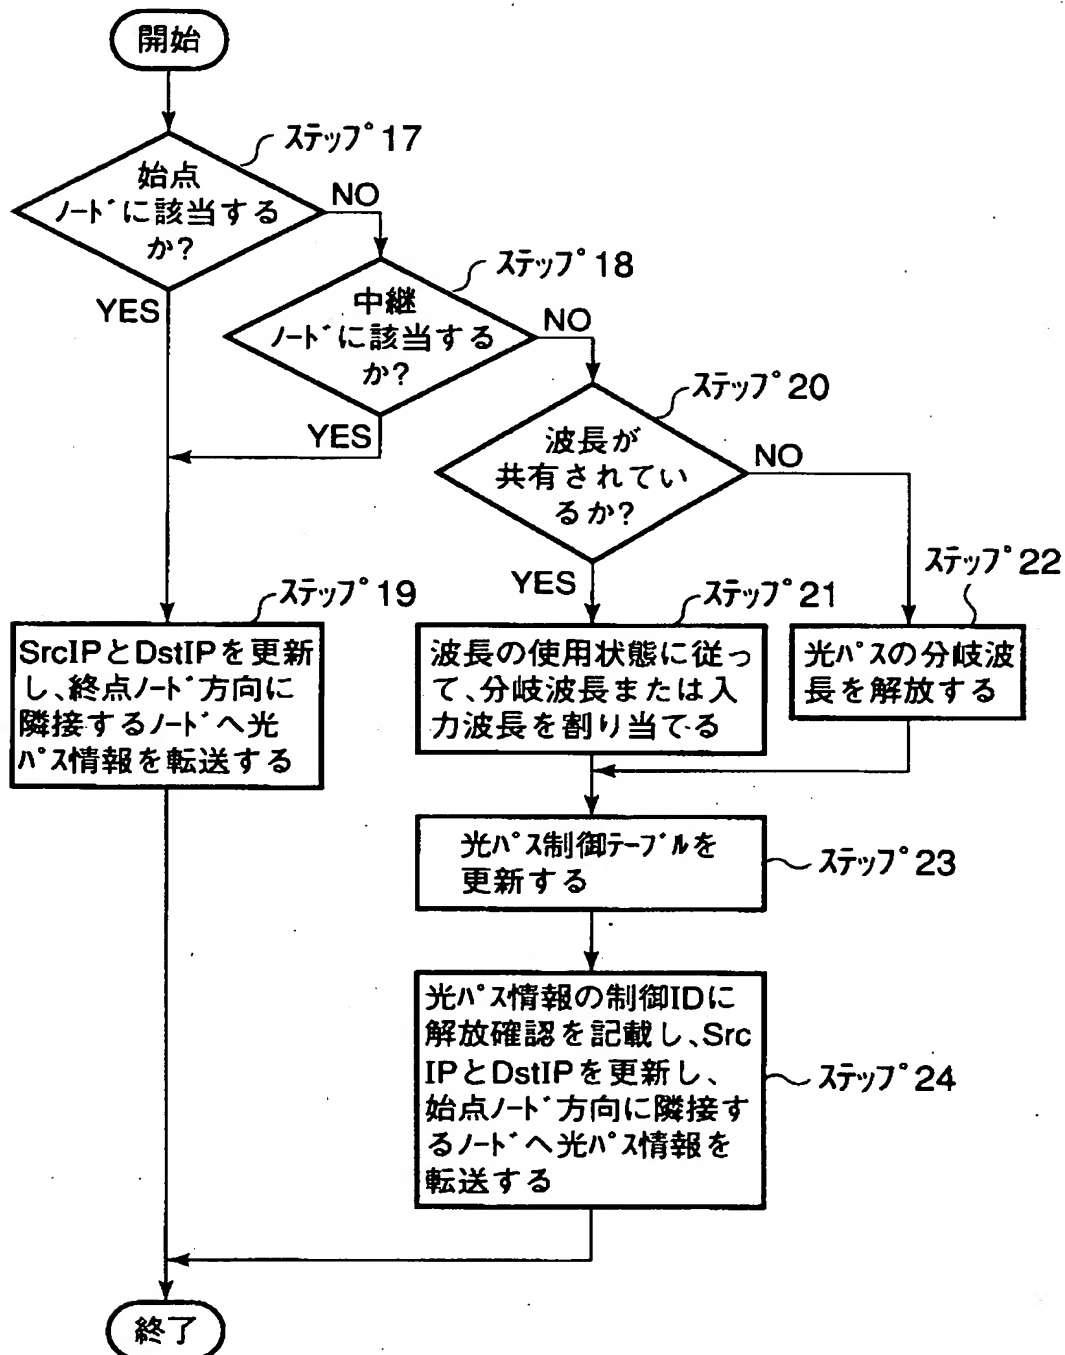 開始
ステップ17
始点
ノードに該当する
か?
NO
YES
ステップ18
中継
ノードに該当する
か?
NO
YES
ステップ20
波長が
共有されてい
るか?
NO
YES
ステップ19
SrcIPとDstIPを更新
し、終点ノード方向に
隣接するノードへ光
パス情報を転送する
ステップ21
波長の使用状態に従っ
て、分岐波長または入
力波長を割り当てる
ステップ22
光パスの分岐波
長を解放する
光パス制御テーブルを
更新する
ステップ23
光パス情報の制御IDに
解放確認を記載し、Src
IPとDstIPを更新し、
始点ノード方向に隣接す
るノードへ光パス情報を
転送する
ステップ24
終了